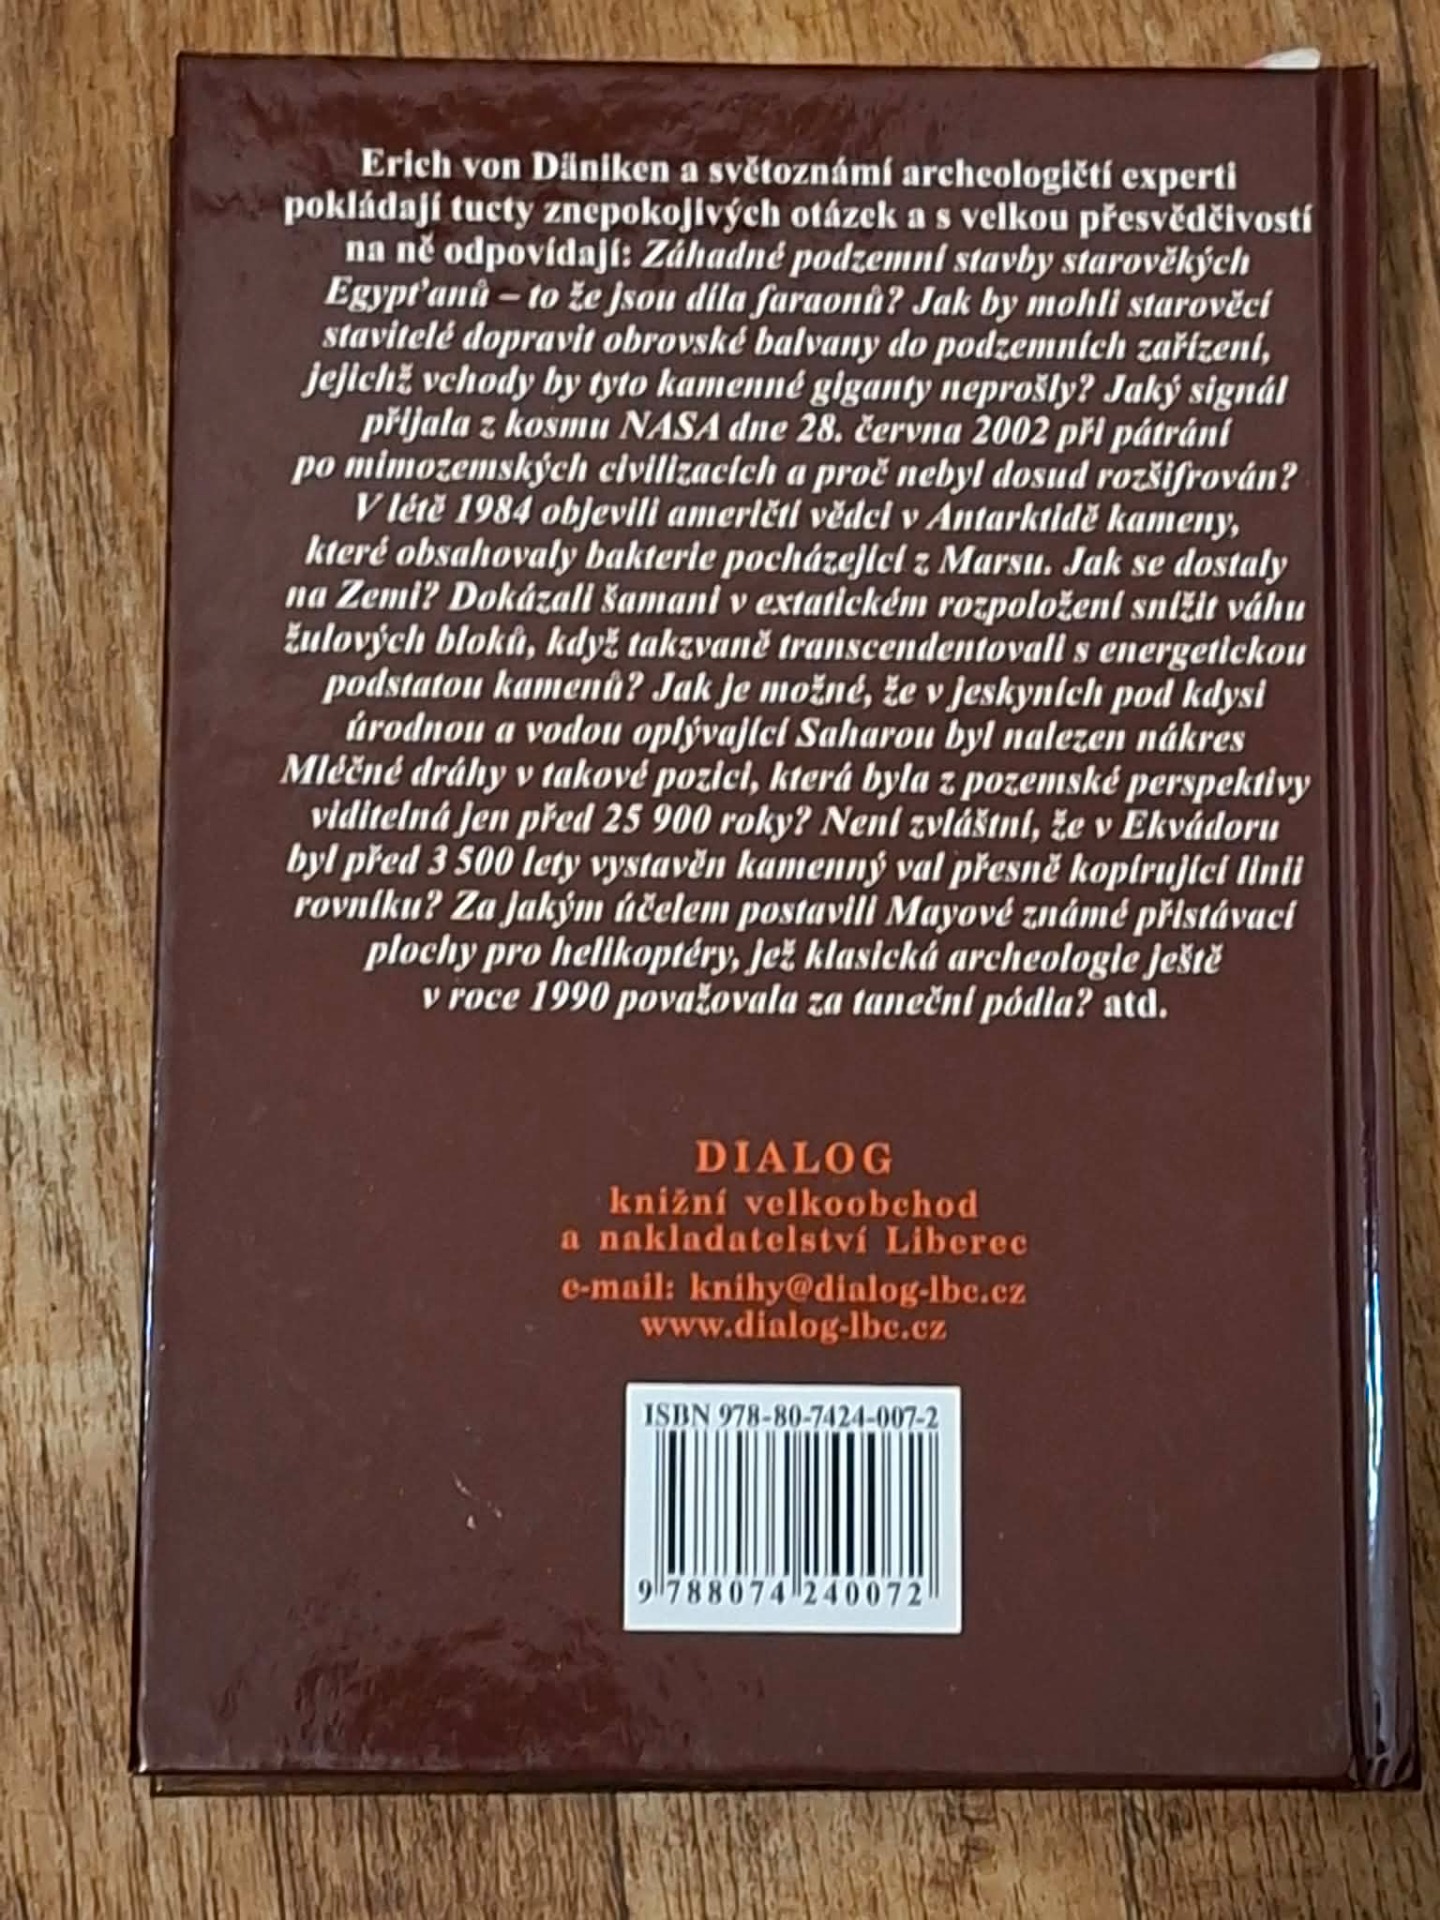 Erich von Däniken a světoznámí archeologičtí experti
pokládají tucty znepokojivých otázek a s velkou přesvědčivostí
na ně odpovídají: Záhadné podzemní stavby starověkých
Egypťanů – to že jsou díla faraonů? Jak by mohli starověcí
stavitelé dopravit obrovské balvany do podzemních zařízení,
jejichž vchody by tyto kamenné giganty neprošly? Jaký signál
přijala z kosmu NASA dne 28. června 2002 při pátrání
po mimozemských civilizacích a proč nebyl dosud rozšifrován?
V létě 1984 objevili američtí vědci v Antarktidě kameny,
které obsahovaly bakterie pocházející z Marsu. Jak se dostaly
na Zemi? Dokázali šamani v extatickém rozpoložení snížit váhu
žulových bloků, když takzvaně transcendentovali s energetickou
podstatou kamenů? Jak je možné, že v jeskyních pod kdysi
úrodnou a vodou oplývající Saharou byl nalezen nákres
Mléčné dráhy v takové pozici, která byla z pozemské perspektivy
viditelná jen před 25 900 roky? Není zvláštní, že v Ekvádoru
byl před 3 500 lety vystavěn kamenný val přesně kopírující linii
rovníku? Za jakým účelem postavili Mayové známé přistávací
plochy pro helikoptéry, jež klasická archeologie ještě
v roce 1990 považovala za taneční pódia? atd.
DIALOG
knižní velkoobchod
a nakladatelství Liberec
e-mail: knihy@dialog-lbc.cz
www.dialog-lbc.cz
ISBN 978-80-7424-007-2
9 788074 240072